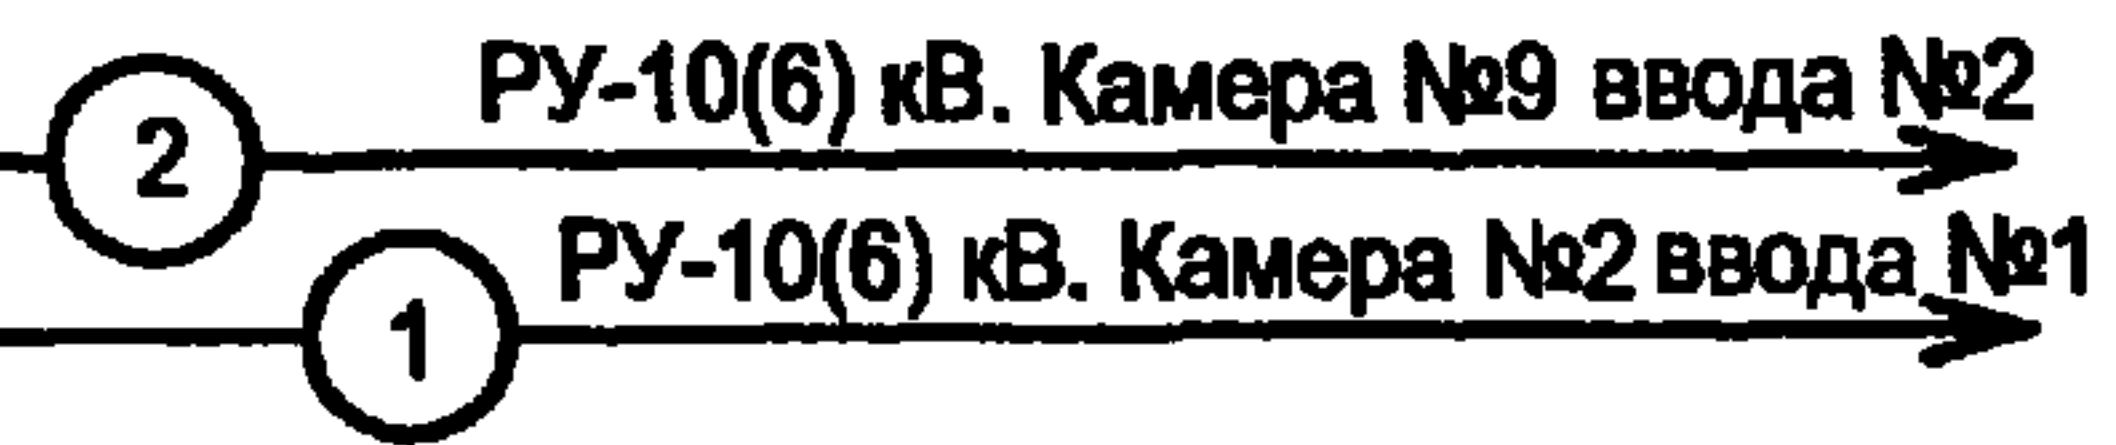 2 РУ-10(6) кВ. Камера №9 ввода №2
1 РУ-10(6) кВ. Камера №2 ввода №1